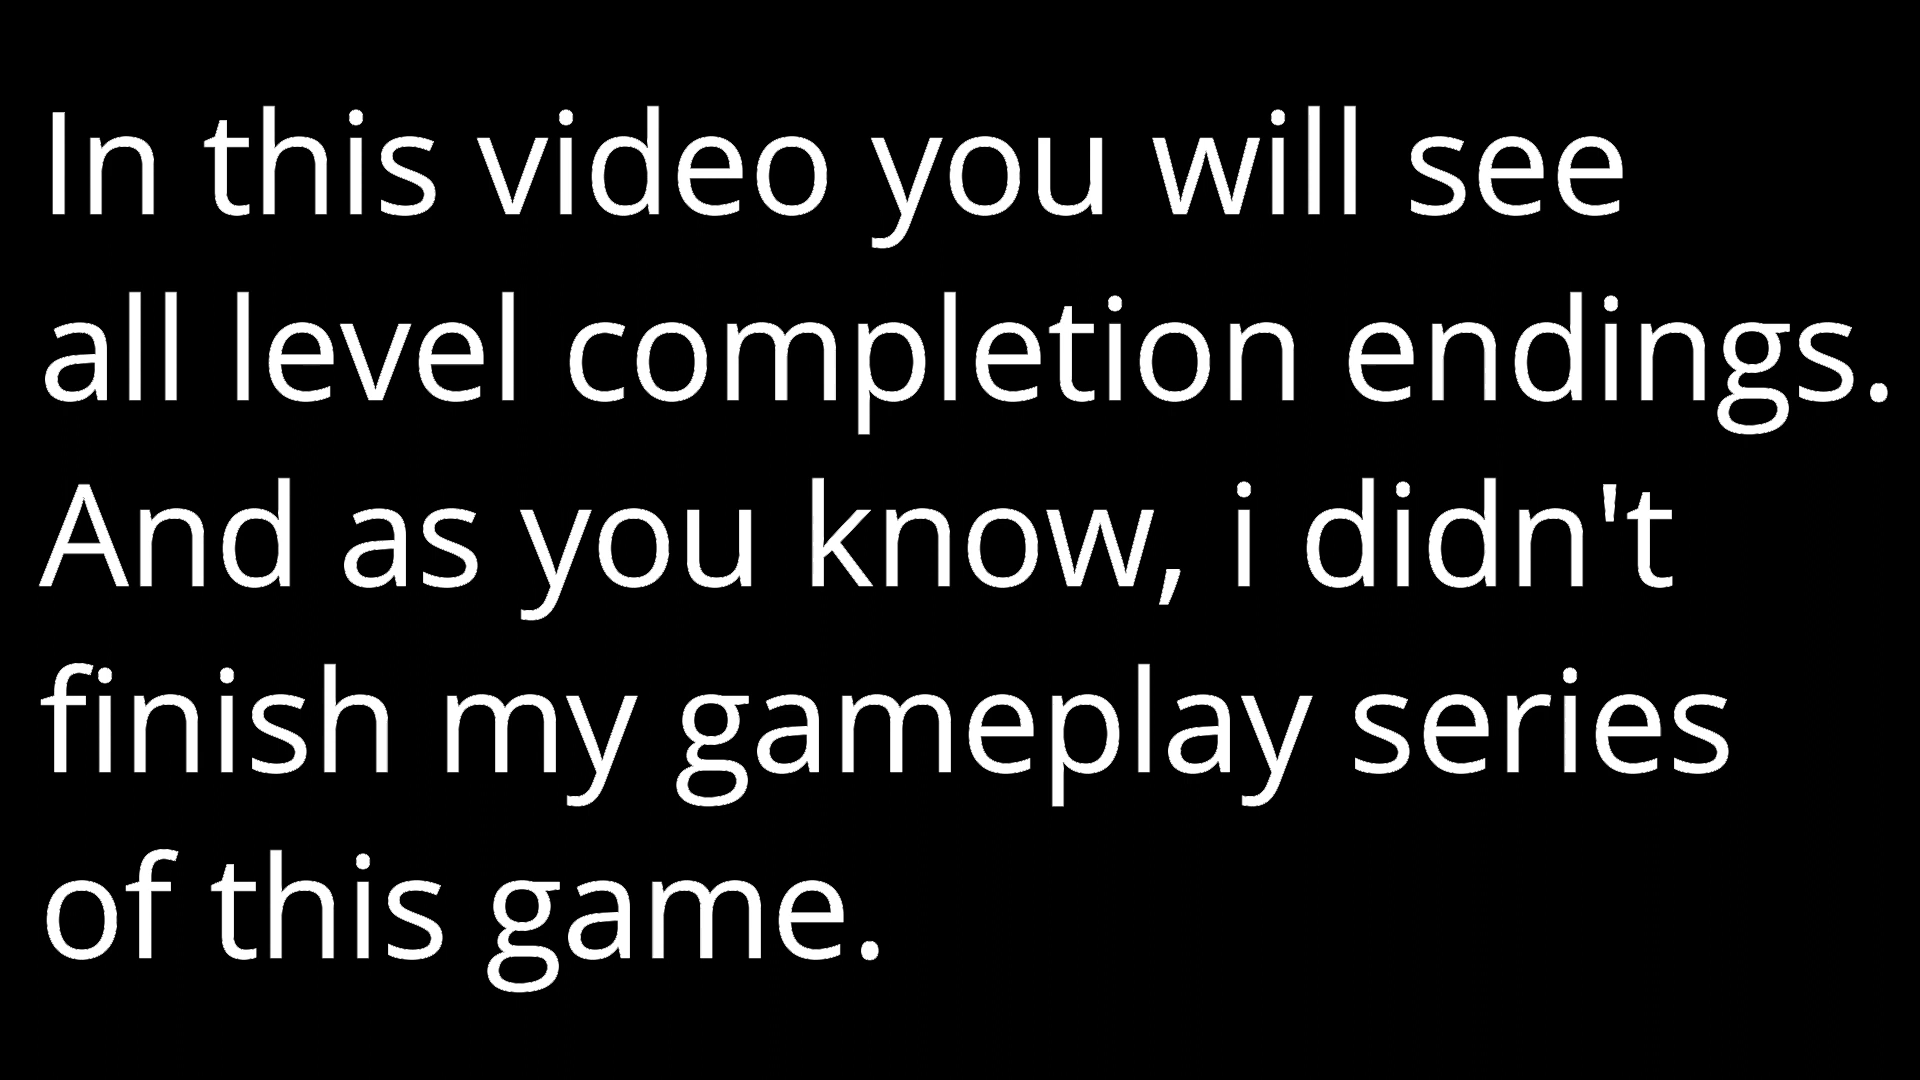 In this video you will see
all level completion endings.
And as you know, i didn't
finish my gameplay series
of this game.